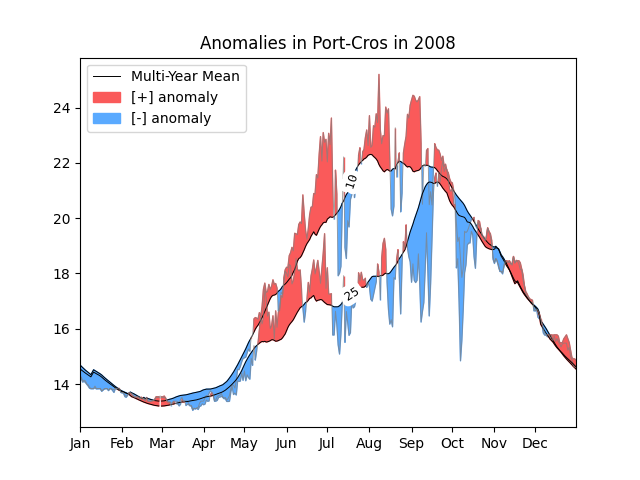 Anomalies in Port-Cros in 2008
Multi-Year Mean
[+] anomaly
[-] anomaly
24
22
20
18
16
14
10
25
Jan Feb Mar Apr May Jun Jul Aug Sep Oct Nov Dec